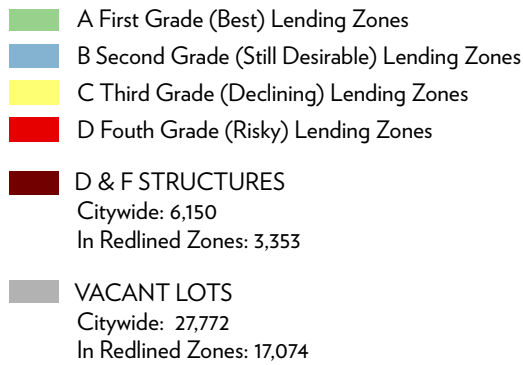 A First Grade (Best) Lending Zones
B Second Grade (Still Desirable) Lending Zones
C Third Grade (Declining) Lending Zones
D Fouth Grade (Risky) Lending Zones
D & F STRUCTURES
Citywide: 6,150
In Redlined Zones: 3,353
VACANT LOTS
Citywide: 27,772
In Redlined Zones: 17,074